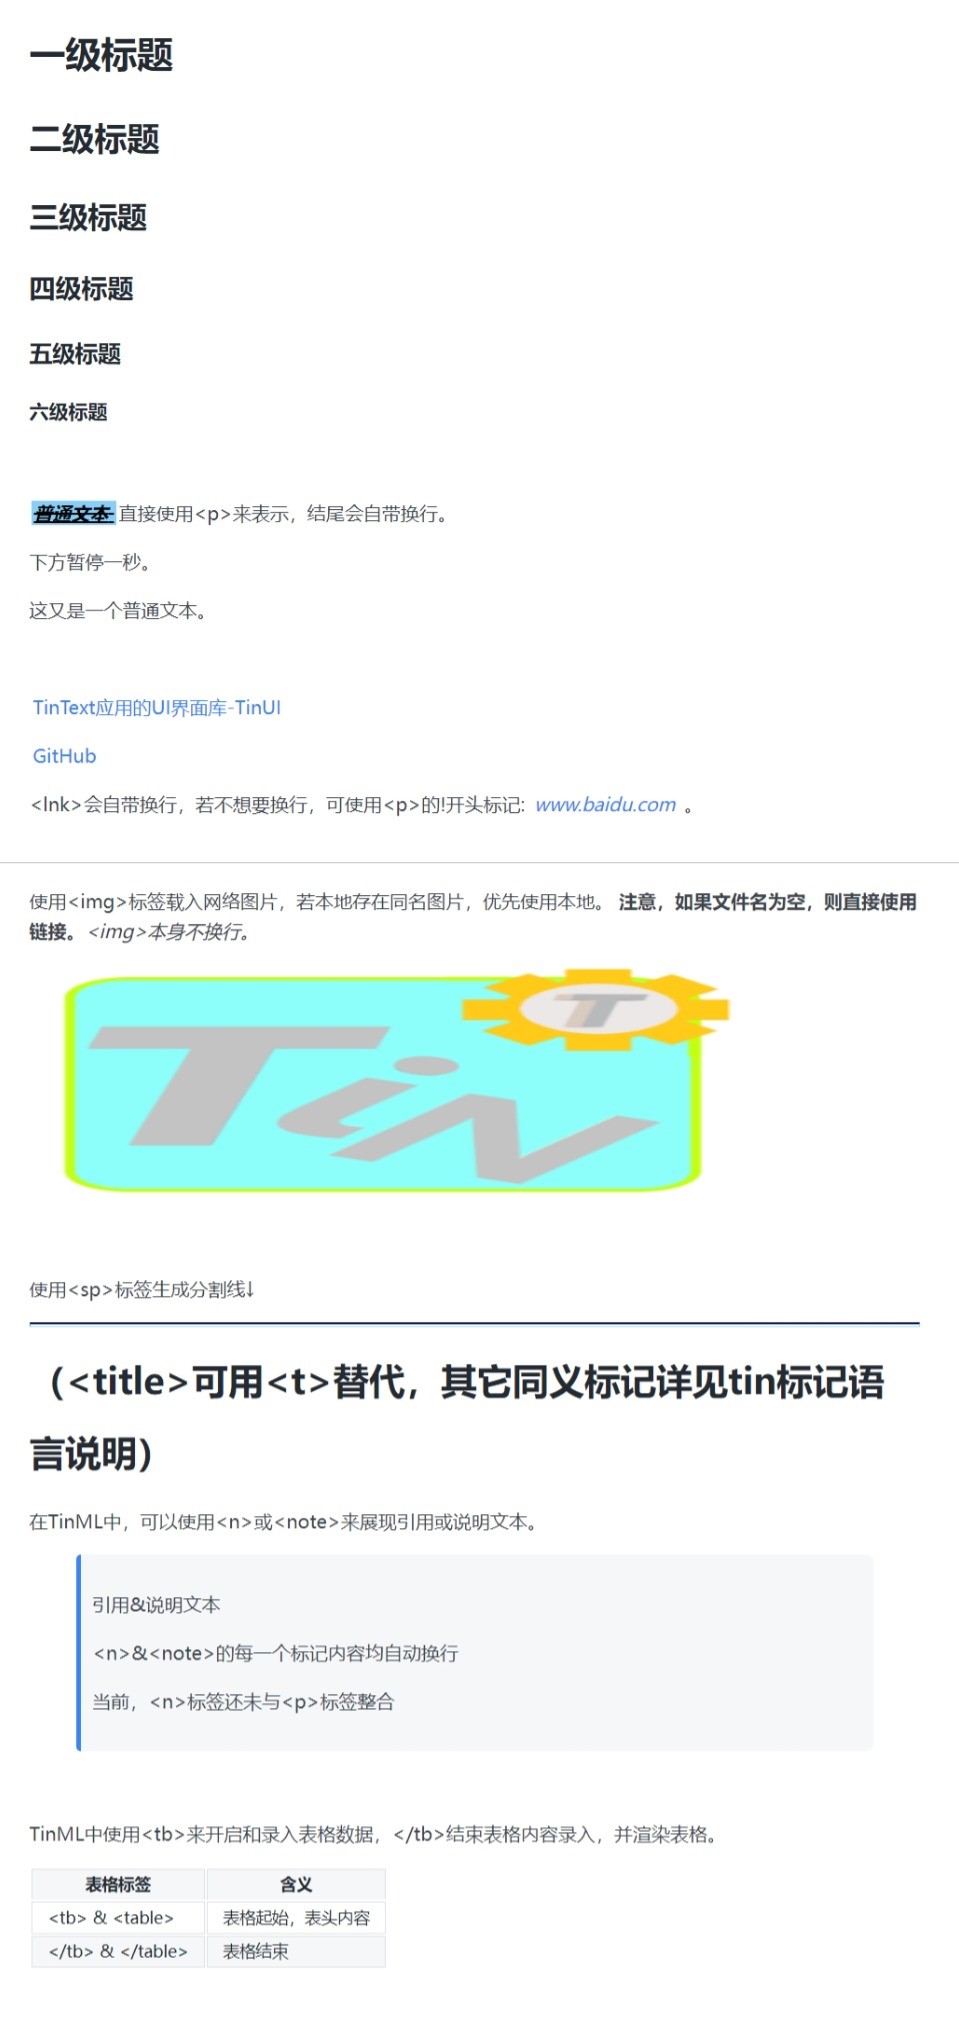 一级标题
二级标题
三级标题
四级标题
五级标题
六级标题
普通文本 直接使用<p>来表示，结尾会自带换行。
下方暂停一秒。
这又是一个普通文本。
TinText应用的UI界面库-TinUI
GitHub
<lnk>会自带换行，若不想要换行，可使用<p>的!开头标记: www.baidu.com 。
使用<img>标签载入网络图片，若本地存在同名图片，优先使用本地。 注意，如果文件名为空，则直接使用
链接。 <img>本身不换行。
T
TiN
使用<sp>标签生成分割线↓
（<title>可用<t>替代，其它同义标记详见tin标记语
言说明）
在TinML中，可以使用<n>或<note>来展现引用或说明文本。
引用&说明文本
<n>&<note>的每一个标记内容均自动换行
当前，<n>标签还未与<p>标签整合
TinML中使用<tb>来开启和录入表格数据，</tb>结束表格内容录入，并渲染表格。
表格标签 含义
<tb> & <table> 表格起始，表头内容
</tb> & </table> 表格结束